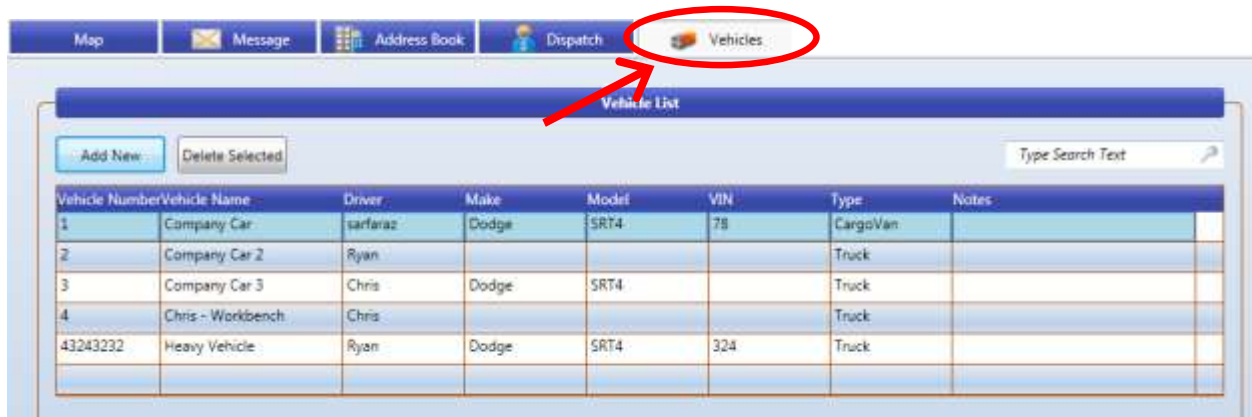 Map Message Address Book Dispatch Vehicles
Vehicle List
Add New Delete Selected Type Search Text
Vehicle Number Vehicle Name Driver Make Model VIN Type Notes
1 Company Car sarfaraz Dodge SRT4 78 CargoVan
2 Company Car 2 Ryan Truck
3 Company Car 3 Chris Dodge SRT4 Truck
4 Chris - Workbench Chris Truck
43243232 Heavy Vehicle Ryan Dodge SRT4 324 Truck